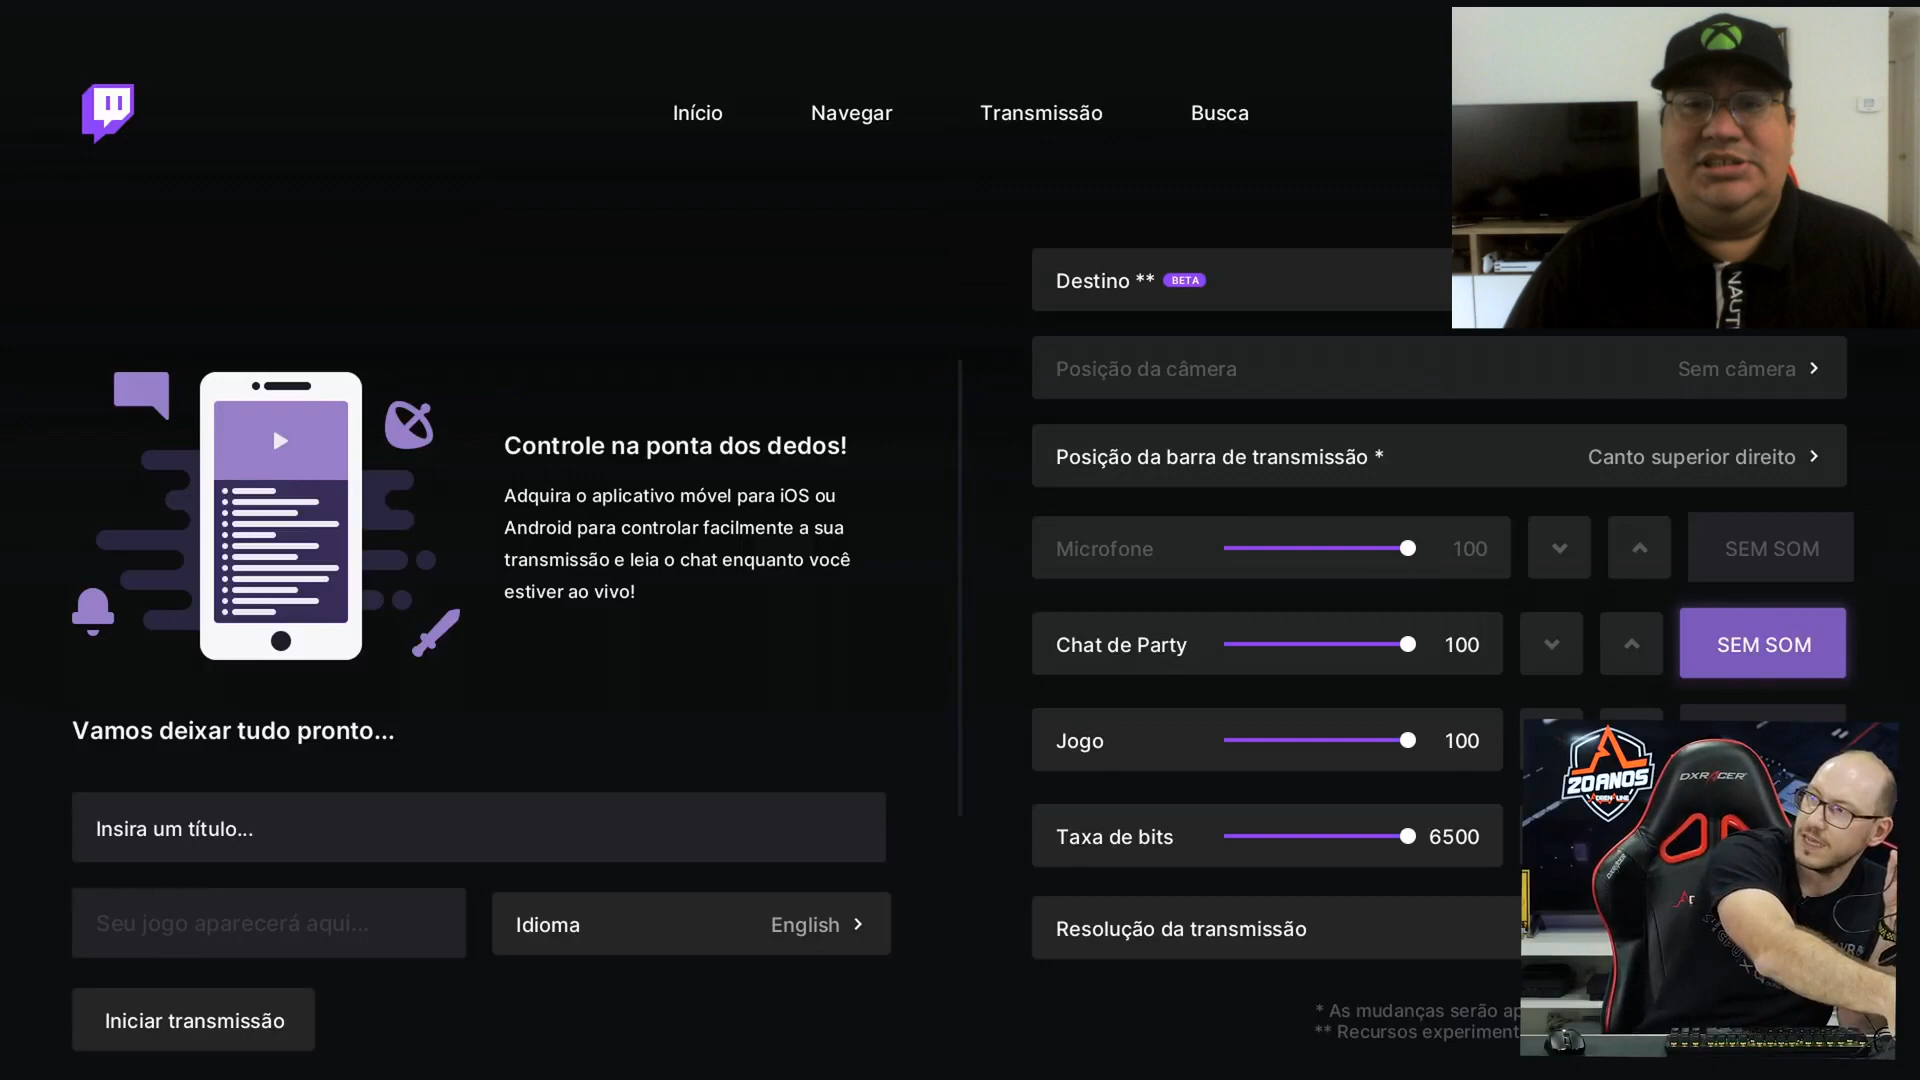 Início
Navegar
Transmissão
Busca
Destino ** BETA
Posição da câmera
Sem câmera
Posição da barra de transmissão *
Canto superior direito
Microfone
100
SEM SOM
Chat de Party
100
SEM SOM
Jogo
100
Taxa de bits
6500
Resolução da transmissão
* As mudanças serão
** Recursos
Controle na ponta dos dedos!
Adquira o aplicativo móvel para iOS ou
Android para controlar facilmente a sua
transmissão e leia o chat enquanto você
estiver ao vivo!
Vamos deixar tudo pronto...
Insira um título...
Seu jogo aparecerá aqui...
Idioma
English
Iniciar transmissão
20ANOS
ADRENALINE
DXRACER
DXRACER
NAUTI